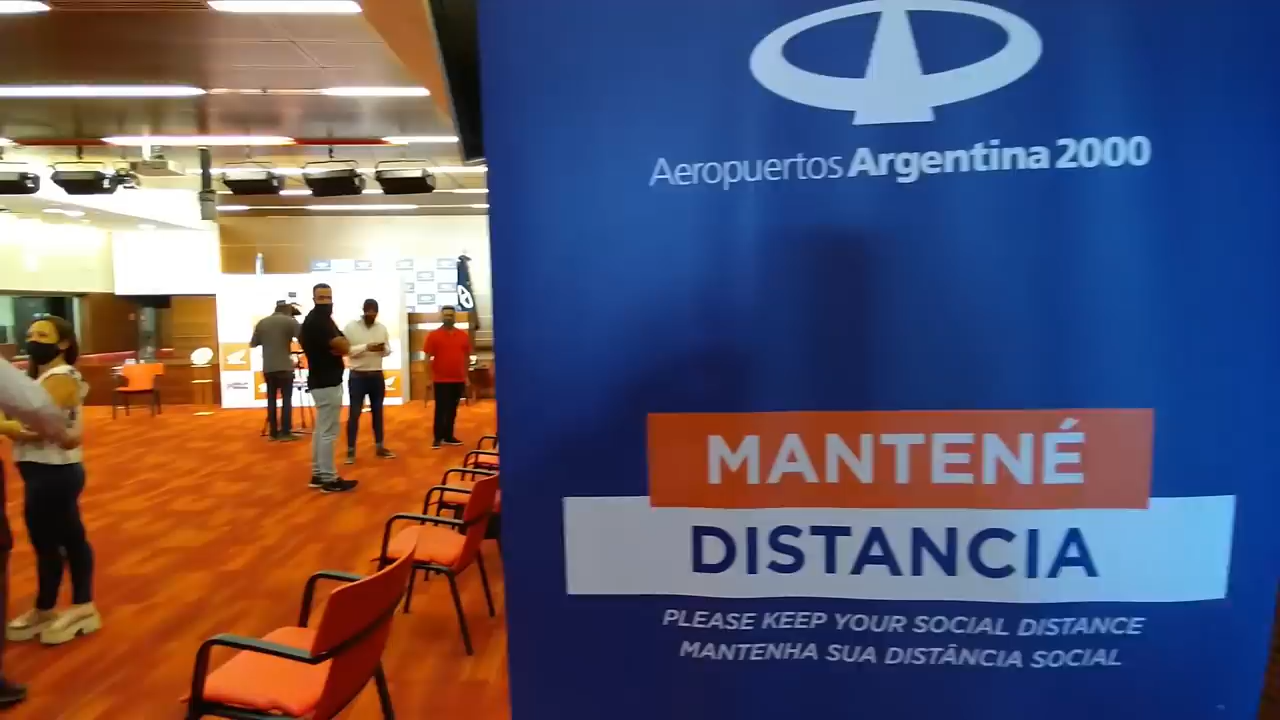 Aeropuertos Argentina 2000
MANTENÉ
DISTANCIA
PLEASE KEEP YOUR SOCIAL DISTANCE
MANTENHA SUA DISTÂNCIA SOCIAL